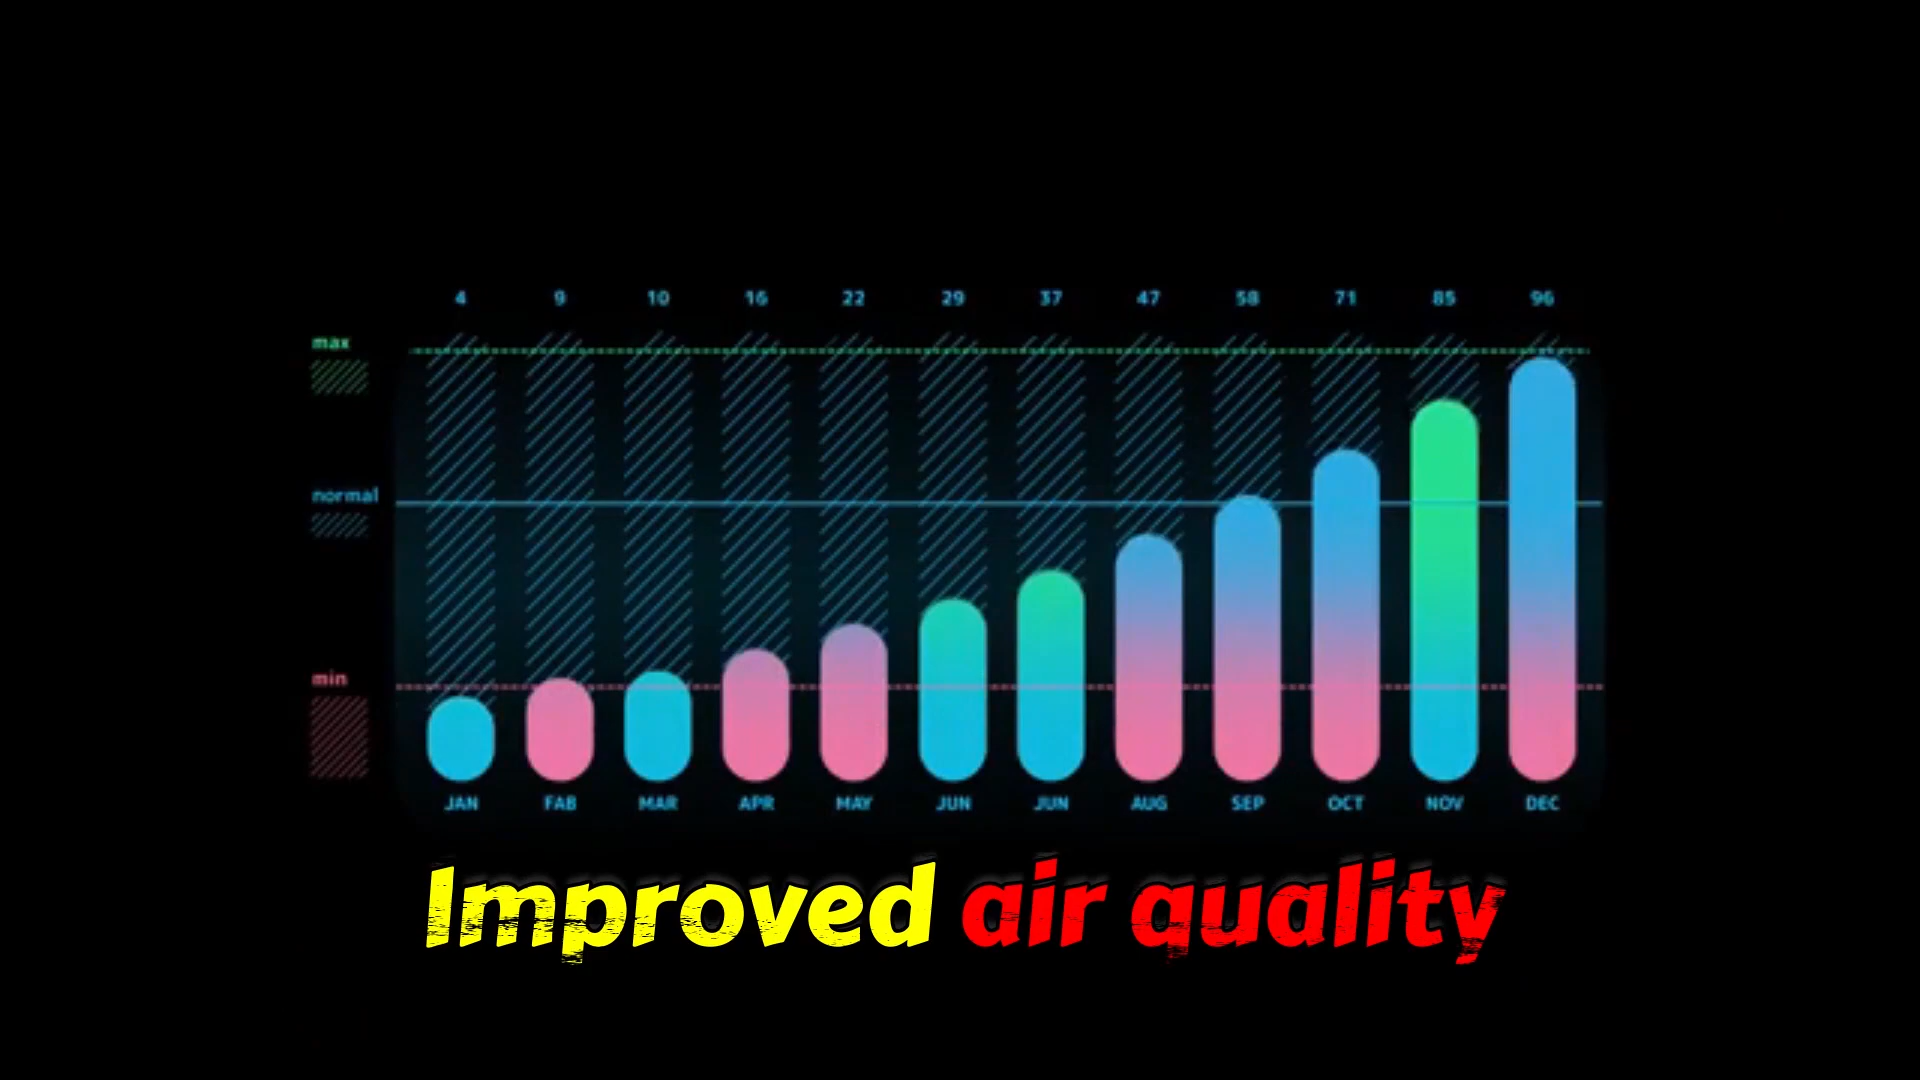 4 9 10 16 22 29 37 47 58 71 85 96
max
normal
min
JAN FAB MAR APR MAY JUN JUN AUG SEP OCT NOV DEC
Improved air quality